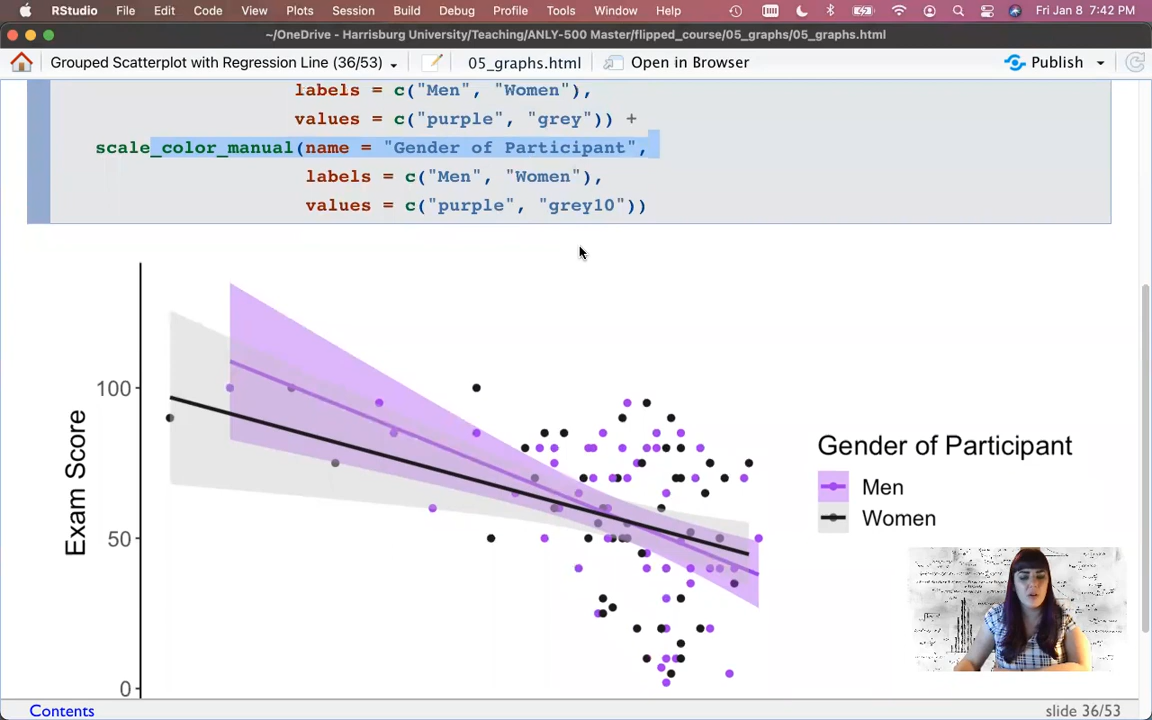 RStudio File Edit Code View Plots Session Build Debug Profile Tools Window Help Fri Jan 8 7:42 PM
~/OneDrive - Harrisburg University/Teaching/ANLY-500 Master/flipped_course/05_graphs/05_graphs.html
Grouped Scatterplot with Regression Line (36/53) 05_graphs.html Open in Browser Publish
labels = c("Men", "Women"),
values = c("purple", "grey")) +
scale_color_manual(name = "Gender of Participant",
labels = c("Men", "Women"),
values = c("purple", "grey10"))
100
50
0
Exam Score
Gender of Participant
Men
Women
Contents
slide 36/53